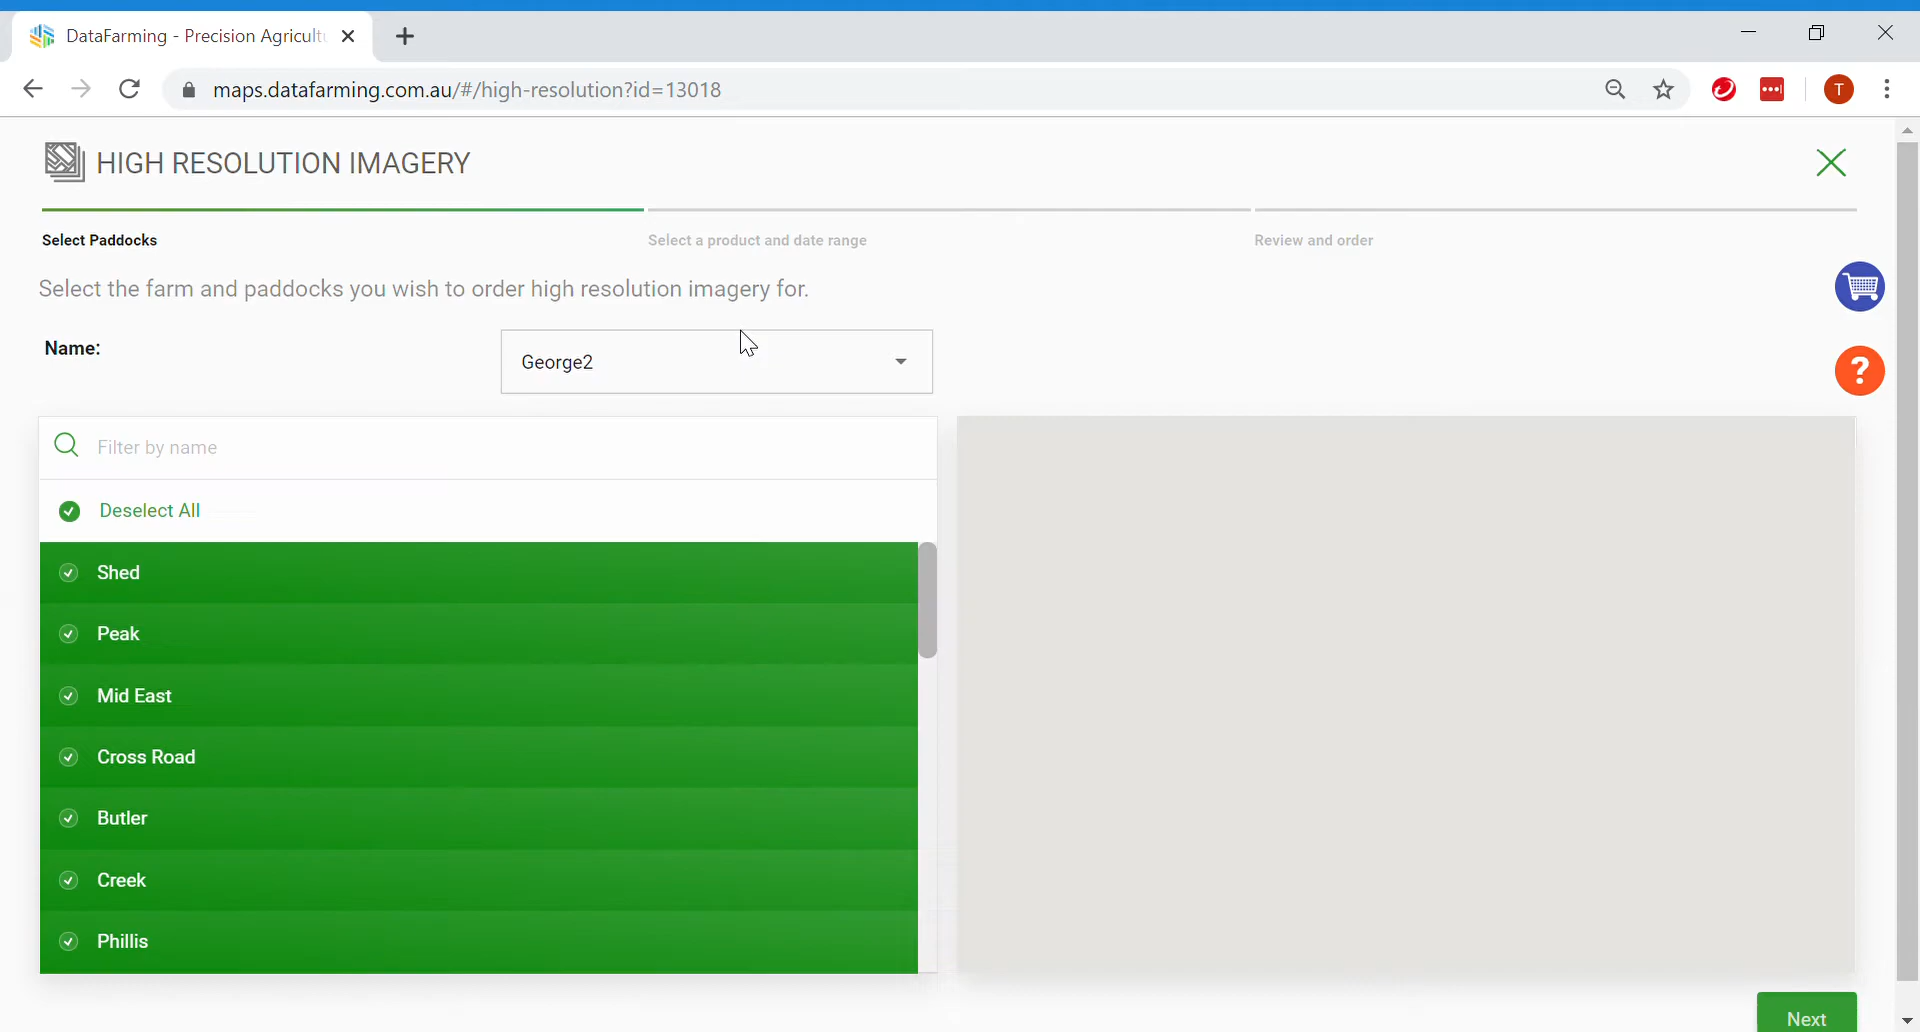 DataFarming - Precision Agricultu
maps.datafarming.com.au/#/high-resolution?id=13018
T
HIGH RESOLUTION IMAGERY
Select Paddocks
Select a product and date range
Review and order
Select the farm and paddocks you wish to order high resolution imagery for.
?
Name:
George2
Filter by name
Deselect All
Shed
Peak
Mid East
Cross Road
Butler
Creek
Phillis
Next